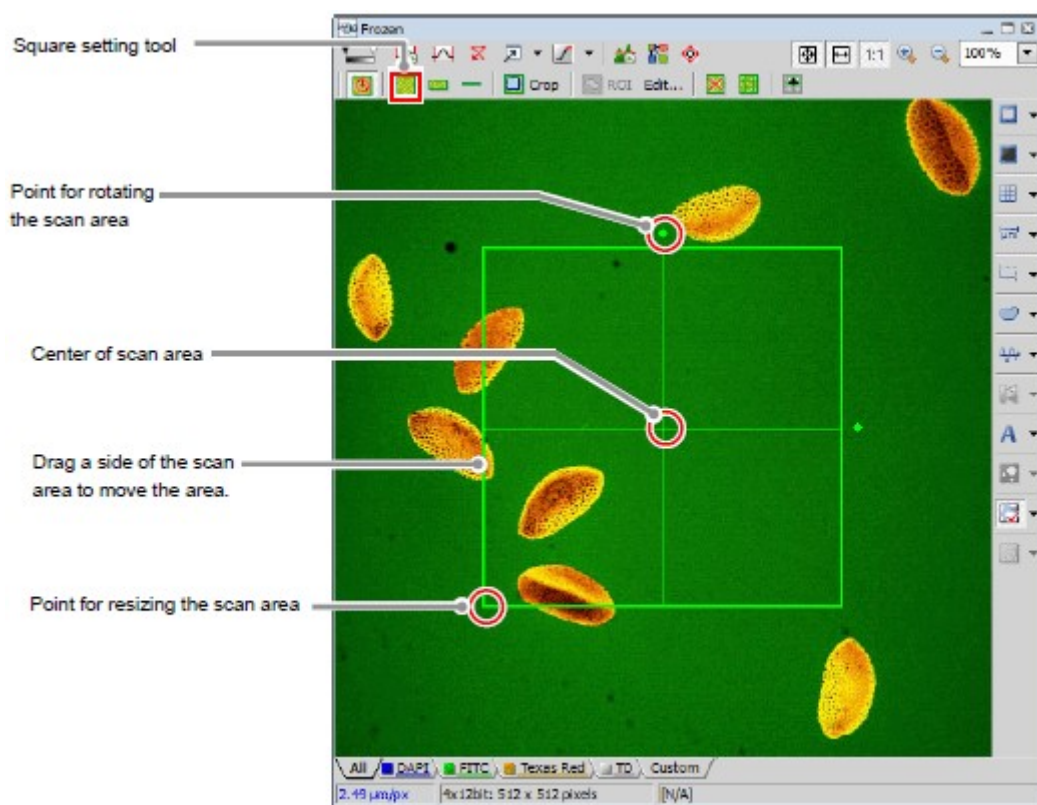 Frozen
Square setting tool
1:1
100%
Crop
ROI
Edit...
Point for rotating
the scan area
Center of scan area
A
Drag a side of the scan
area to move the area.
Point for resizing the scan area
All
DAPI
FITC
Texas Red
TD
Custom
2.49 µm/px
4x12bit: 512 x 512 pixels
[N/A]